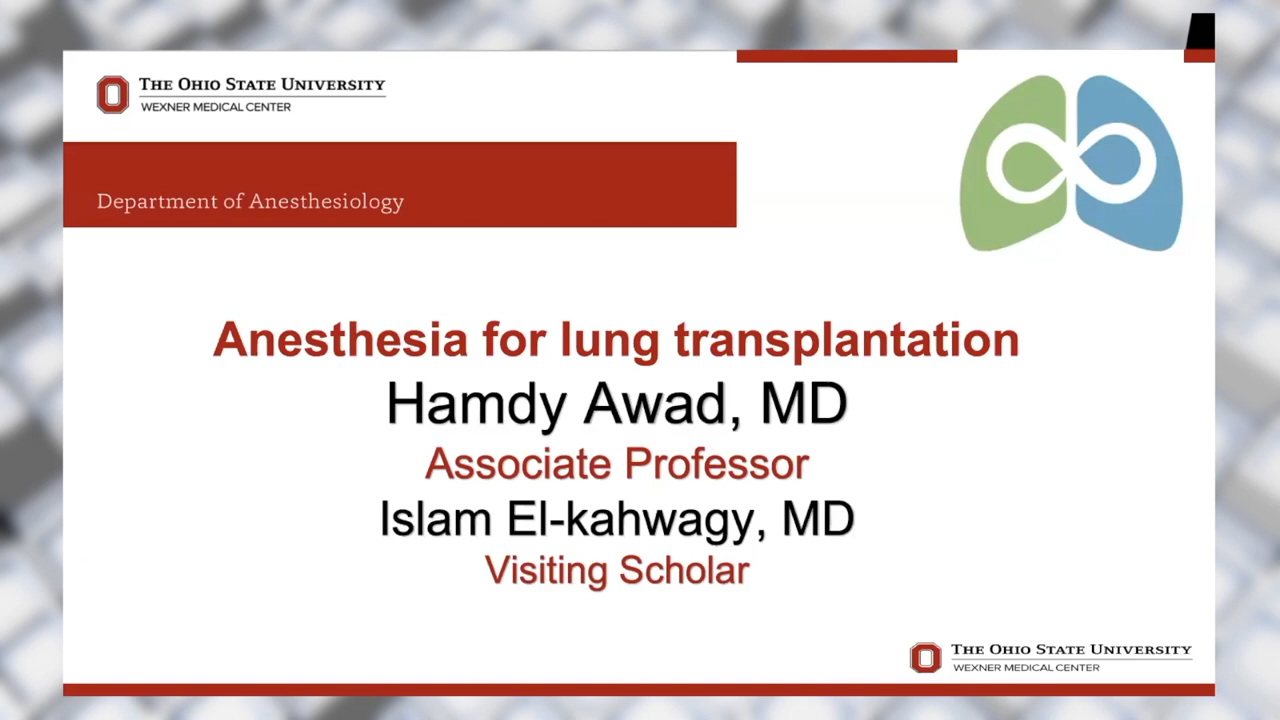 THE OHIO STATE UNIVERSITY
WEXNER MEDICAL CENTER
Department of Anesthesiology
Anesthesia for lung transplantation
Hamdy Awad, MD
Associate Professor
Islam El-kahwagy, MD
Visiting Scholar
THE OHIO STATE UNIVERSITY
WEXNER MEDICAL CENTER